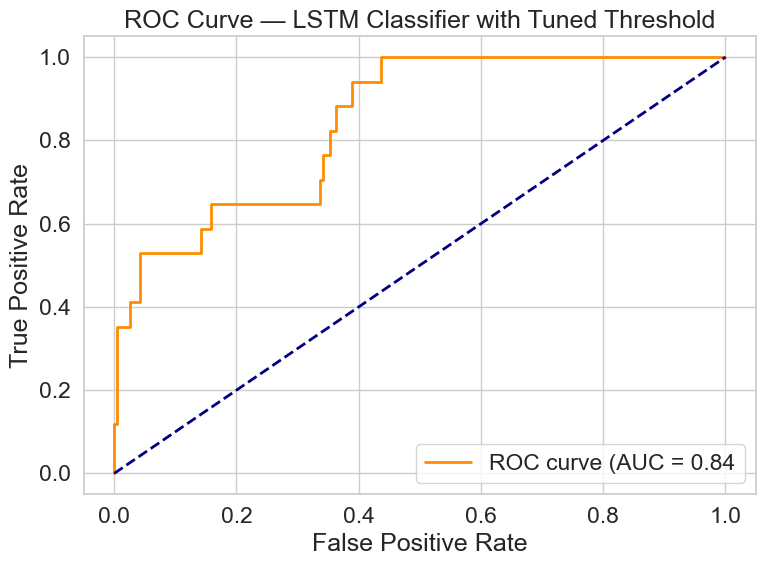 ROC Curve — LSTM Classifier with Tuned Threshold
1.0
0.8
0.6
0.4
0.2
0.0
True Positive Rate
0.0 0.2 0.4 0.6 0.8 1.0
False Positive Rate
ROC curve (AUC = 0.84